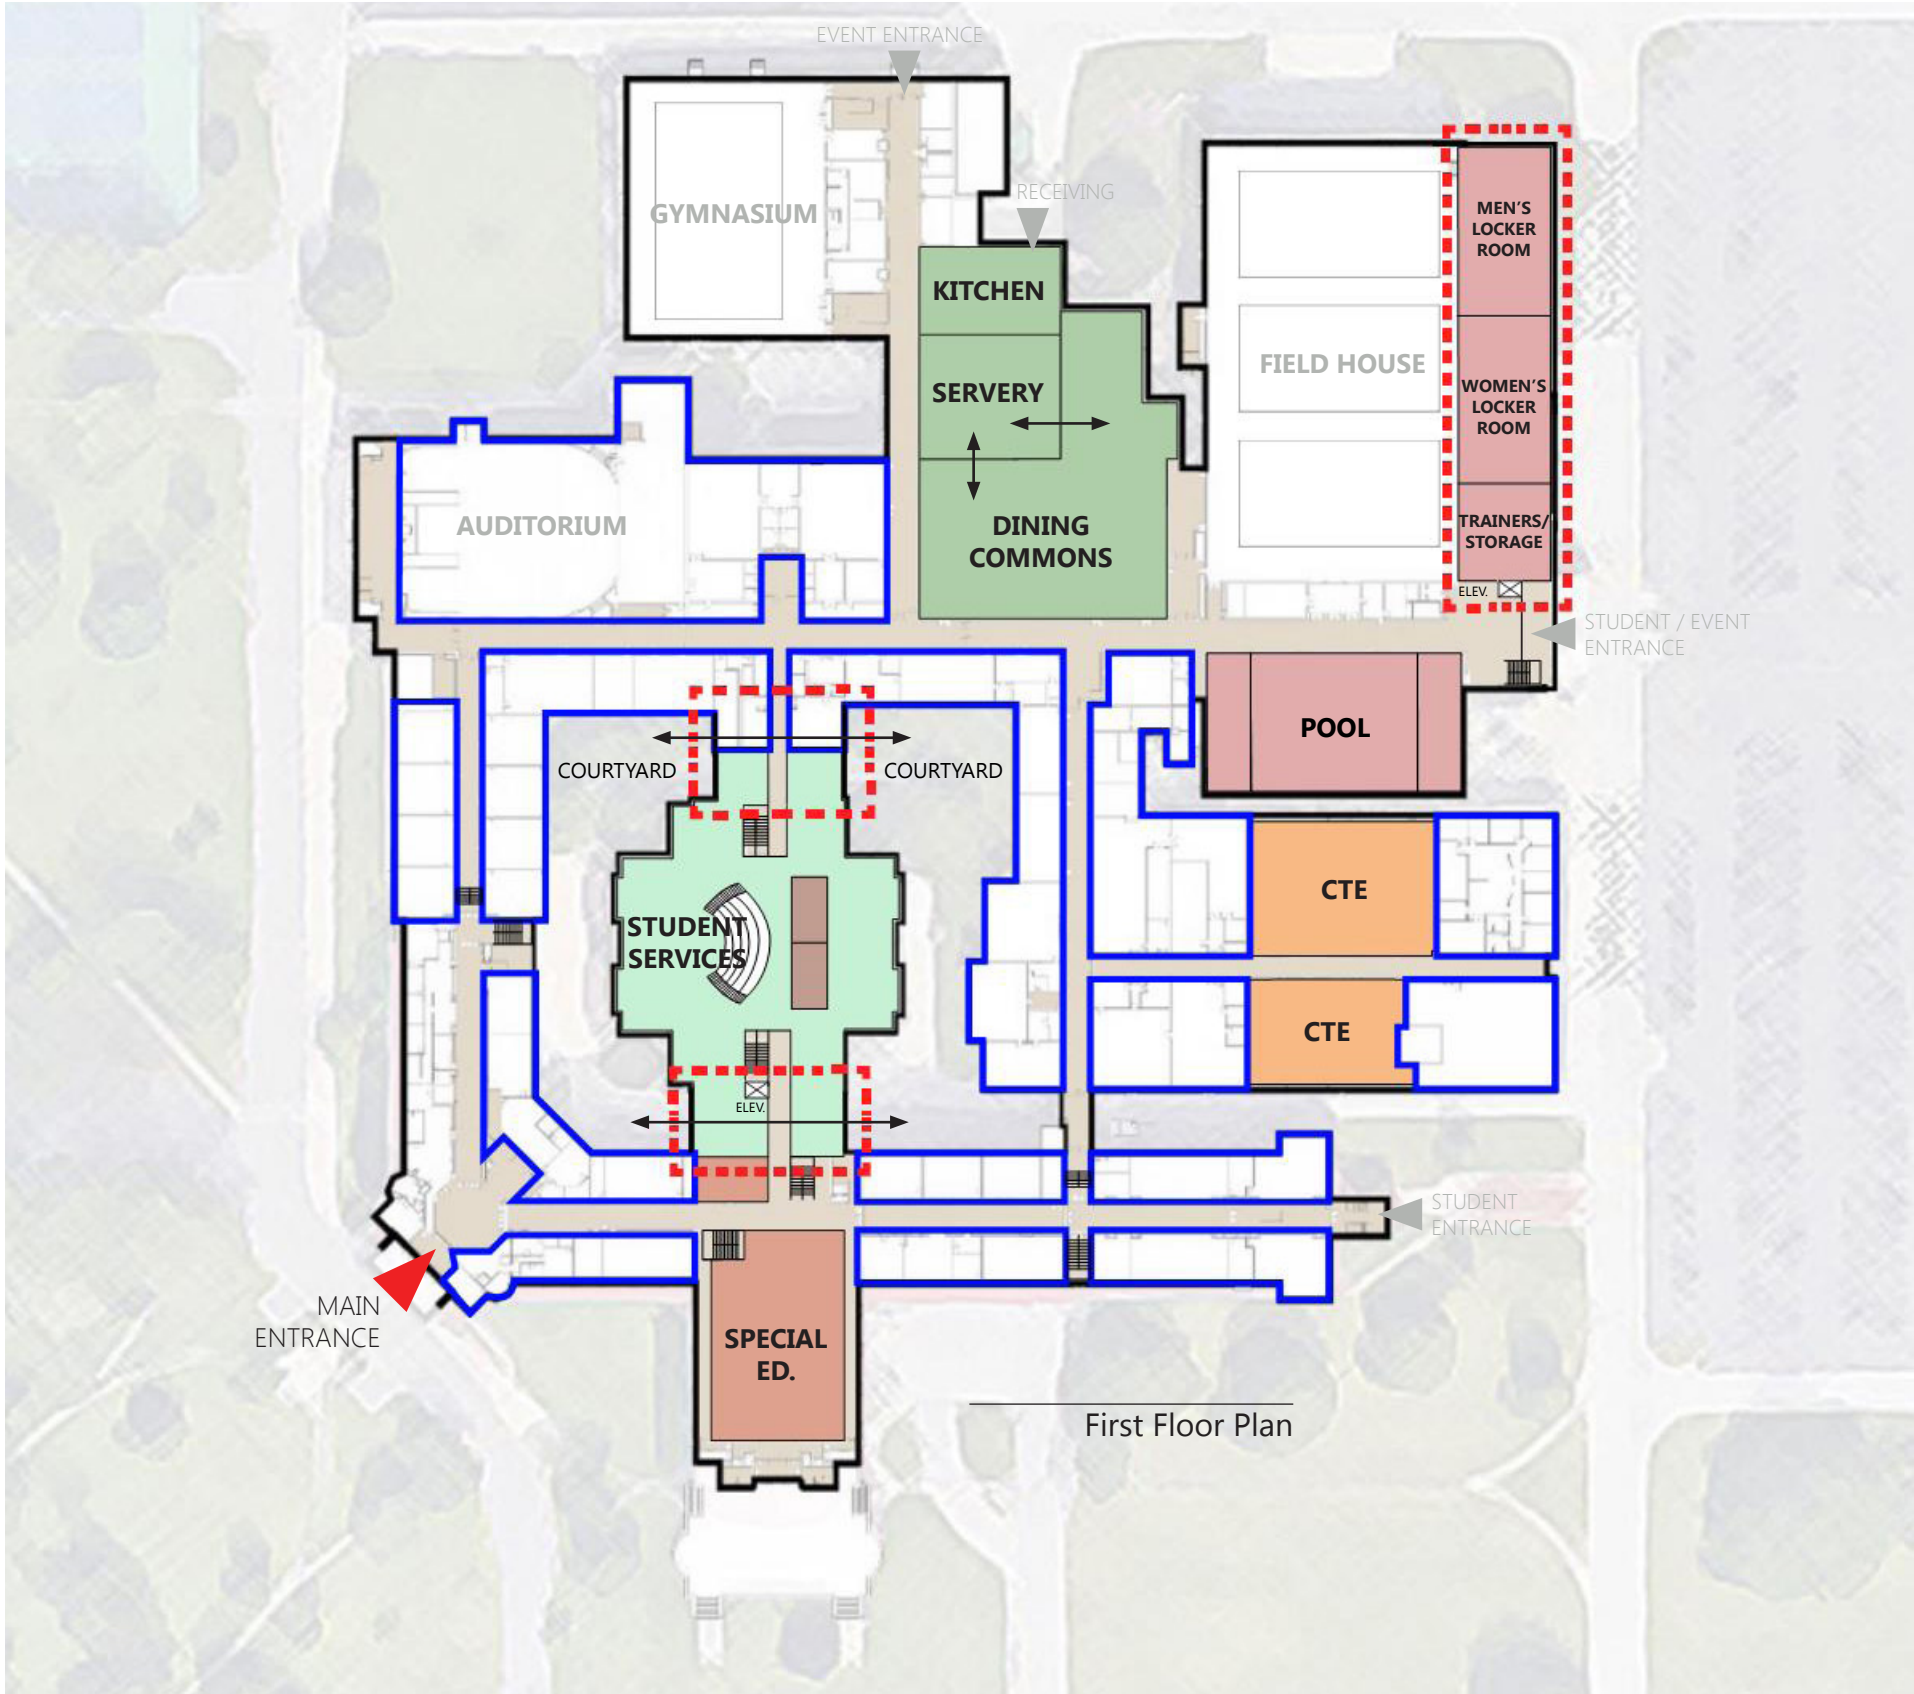 EVENT ENTRANCE
RECEIVING
GYMNASIUM
MEN'S
LOCKER
ROOM
KITCHEN
FIELD HOUSE
SERVERY
WOMEN'S
LOCKER
ROOM
AUDITORIUM
DINING
COMMONS
TRAINERS/
STORAGE
ELEV.
STUDENT / EVENT
ENTRANCE
POOL
COURTYARD
COURTYARD
CTE
STUDENT
SERVICES
CTE
ELEV.
STUDENT
ENTRANCE
MAIN
ENTRANCE
SPECIAL
ED.
First Floor Plan